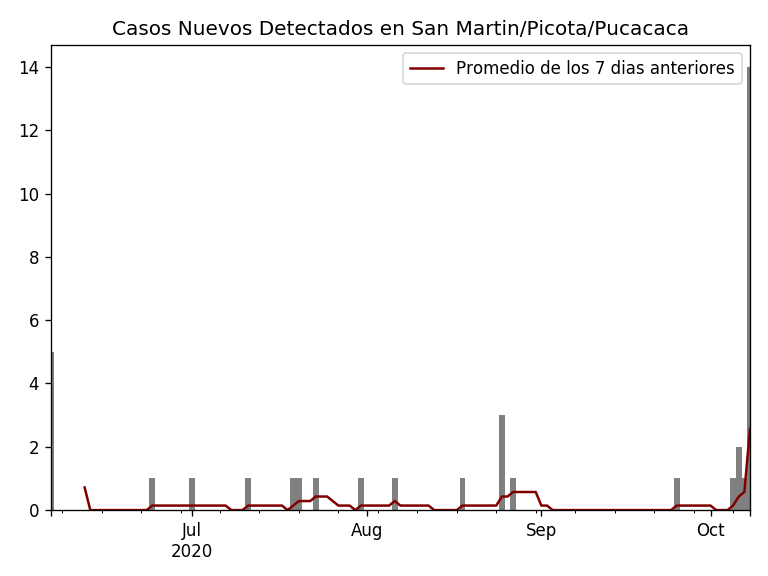 Casos Nuevos Detectados en San Martin/Picota/Pucacaca
Promedio de los 7 dias anteriores
14
12
10
8
6
4
2
0
Jul
2020
Aug
Sep
Oct